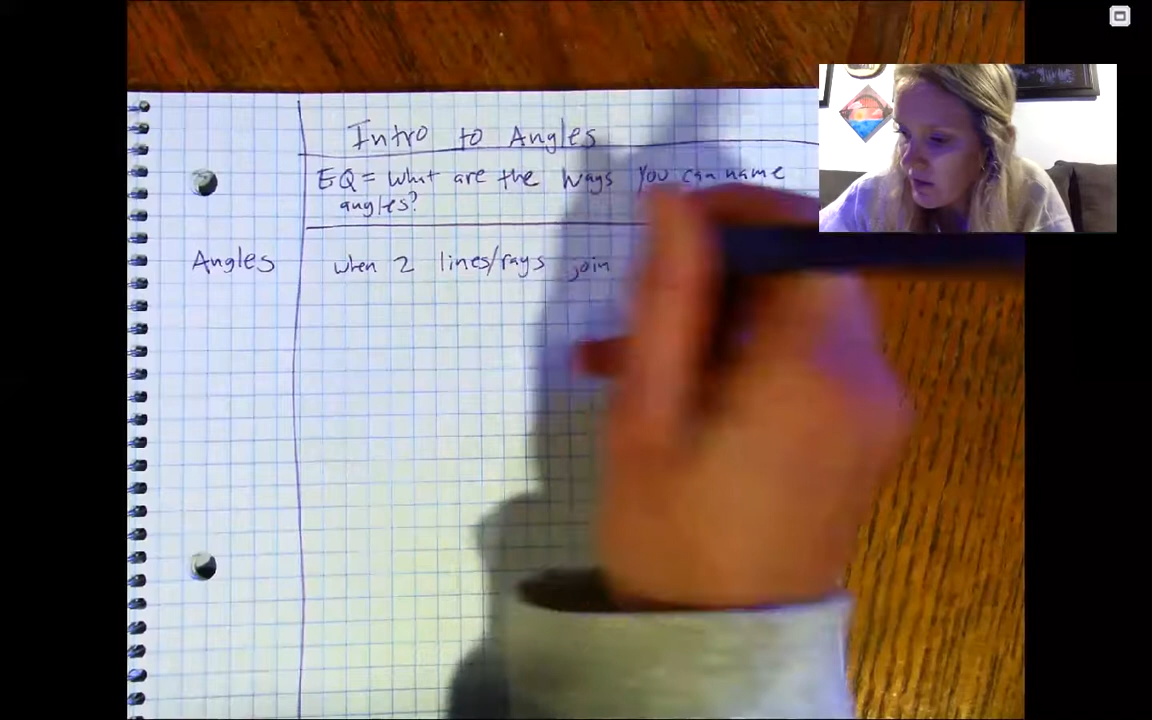 Intro to Angles
EQ = What are the ways you can name
angles?
Angles when 2 lines/rays join